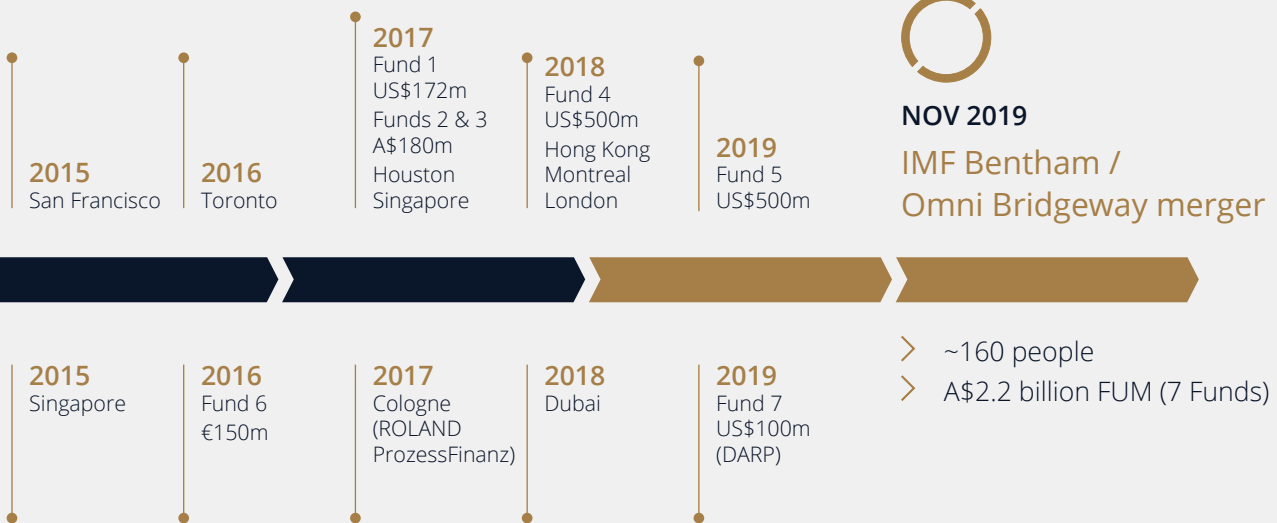 2015
San Francisco
2016
Toronto
2017
Fund 1
US$172m
Funds 2 & 3
A$180m
Houston
Singapore
2018
Fund 4
US$500m
Hong Kong
Montreal
London
2019
Fund 5
US$500m
NOV 2019
IMF Bentham /
Omni Bridgeway merger
2015
Singapore
2016
Fund 6
€150m
2017
Cologne
(ROLAND
ProzessFinanz)
2018
Dubai
2019
Fund 7
US$100m
(DARP)
~160 people
A$2.2 billion FUM (7 Funds)